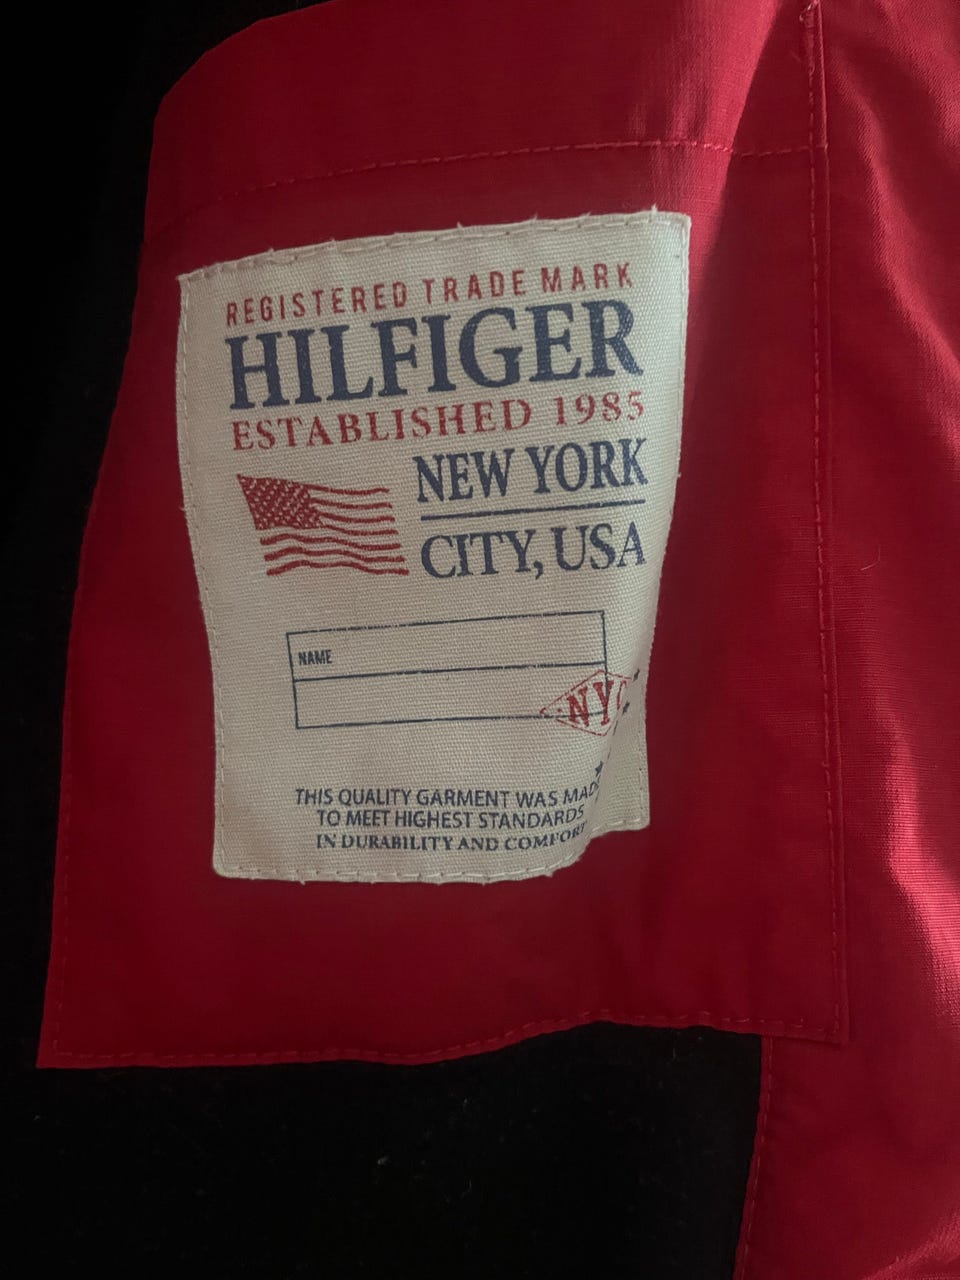 REGISTERED TRADE MARK
HILFIGER
ESTABLISHED 1985
NEW YORK
CITY, USA
NAME
NYC
THIS QUALITY GARMENT WAS MADE
TO MEET HIGHEST STANDARDS
IN DURABILITY AND COMFORT